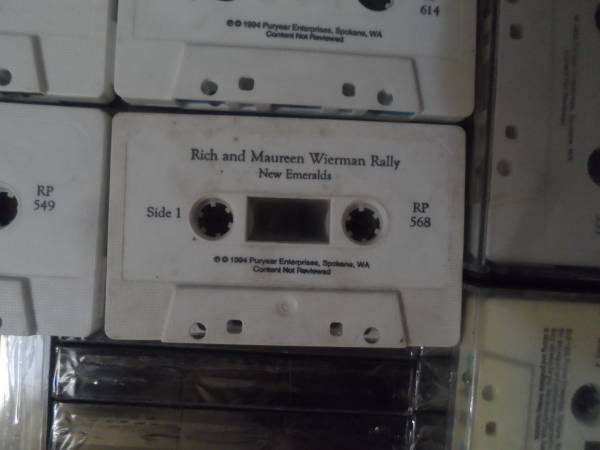 614
℗© 1994 Puryear Enterprises, Spokane, WA
Content Not Reviewed
RP
549
Rich and Maureen Wierman Rally
New Emeralds
Side 1
RP
568
℗© 1994 Puryear Enterprises, Spokane, WA
Content Not Reviewed